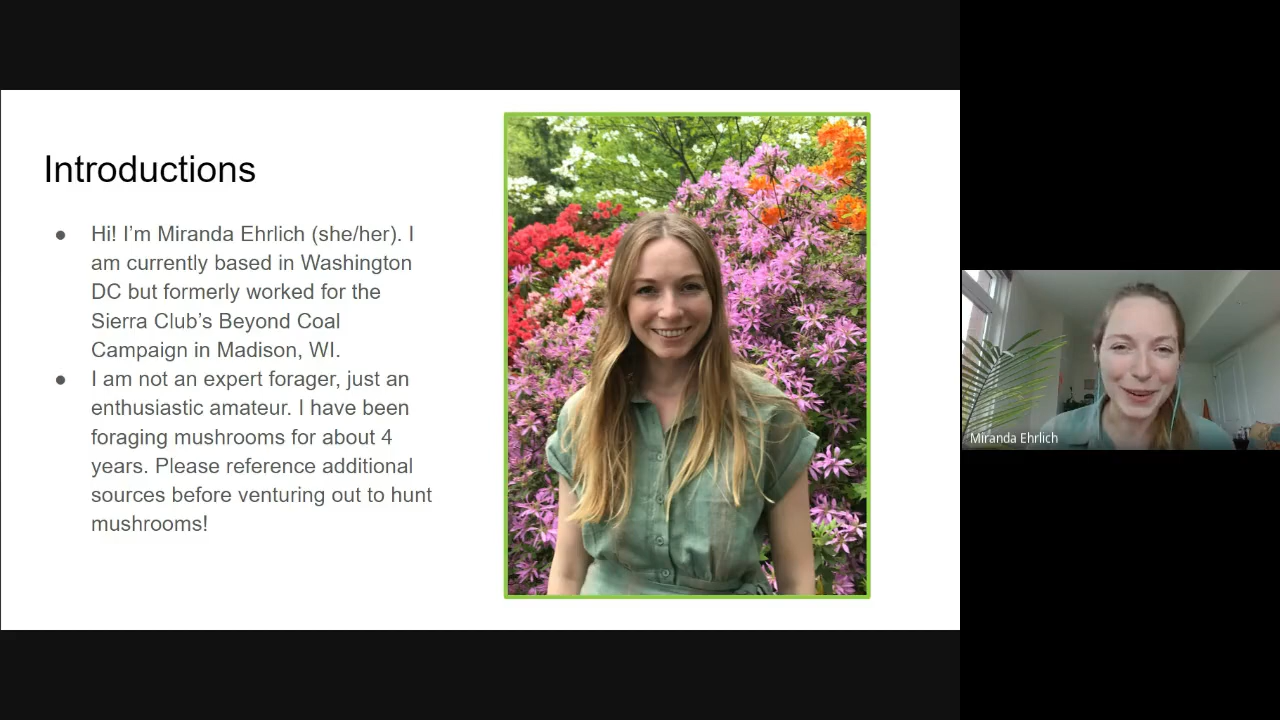 Introductions
● Hi! I’m Miranda Ehrlich (she/her). I
am currently based in Washington
DC but formerly worked for the
Sierra Club’s Beyond Coal
Campaign in Madison, WI.
● I am not an expert forager, just an
enthusiastic amateur. I have been
foraging mushrooms for about 4
years. Please reference additional
sources before venturing out to hunt
mushrooms!
Miranda Ehrlich